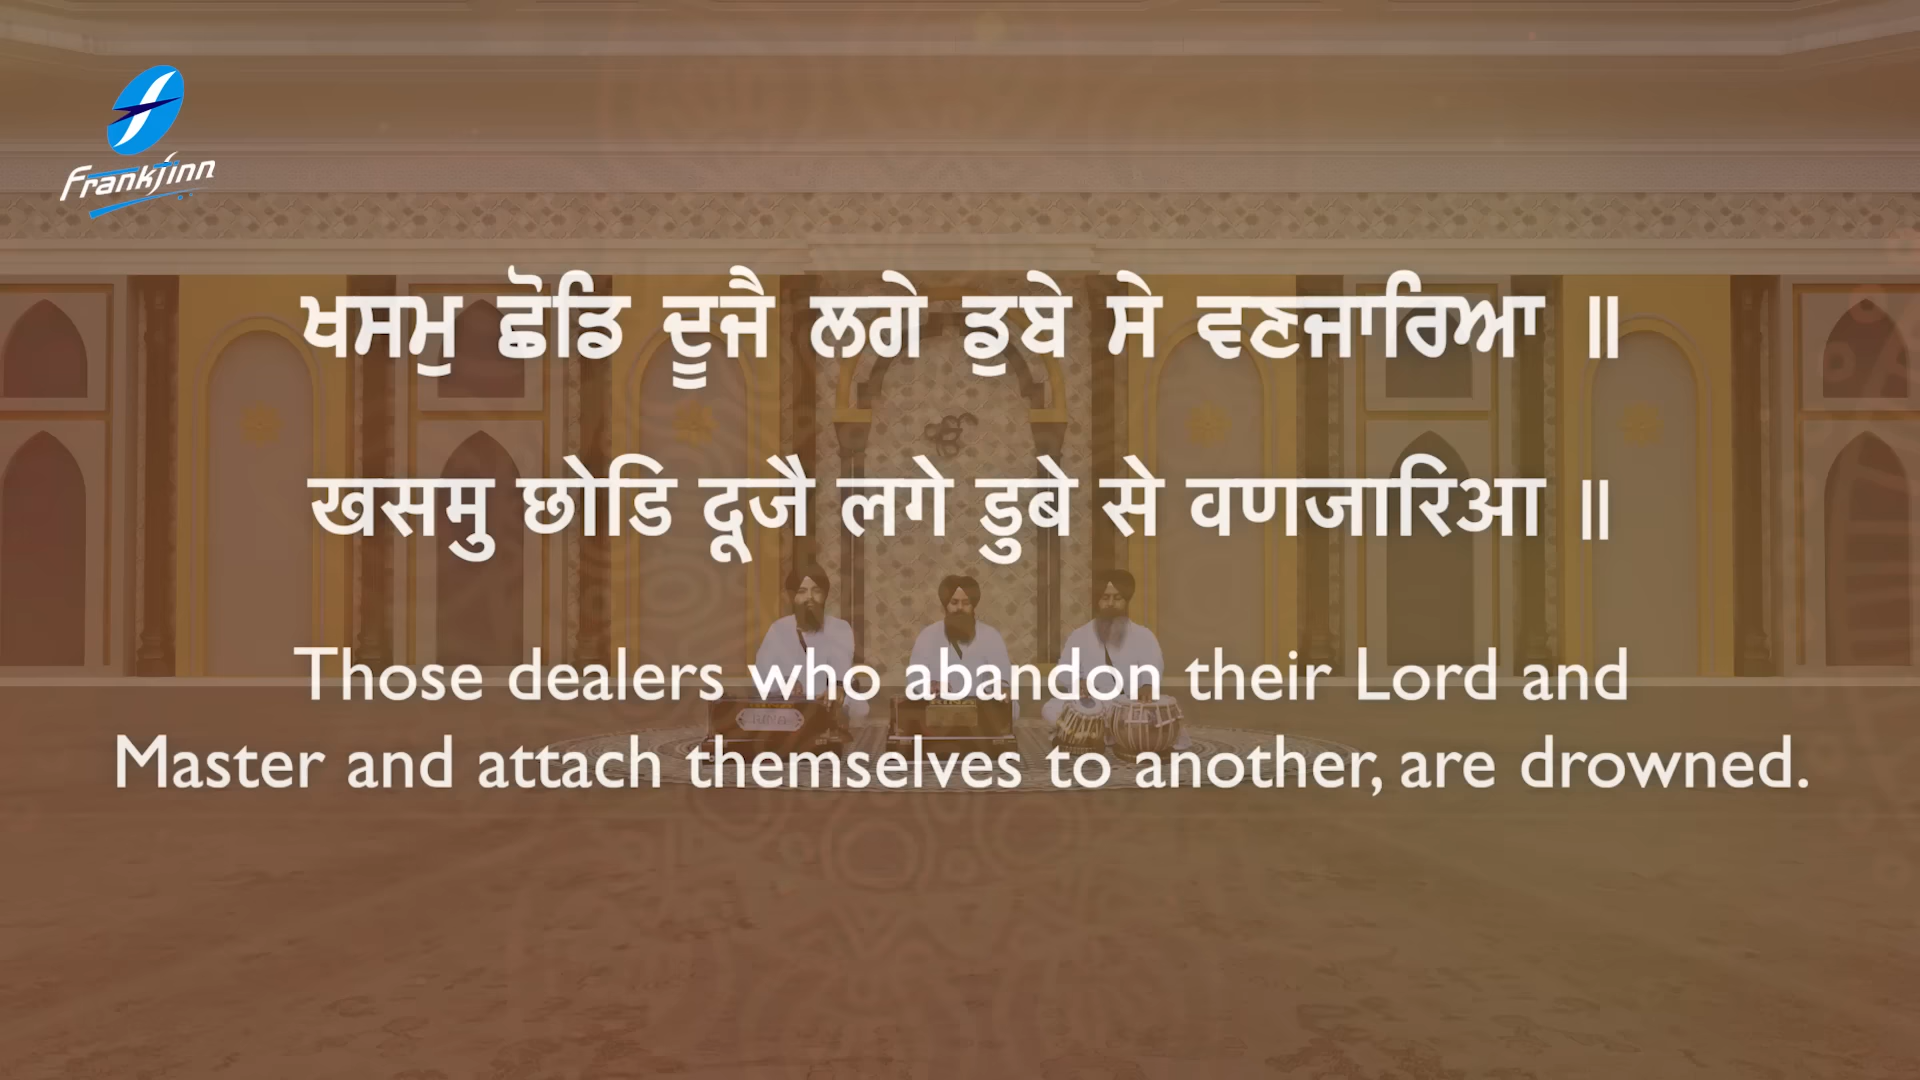 Frankfinn
ਖਸਮੁ ਛੋਡਿ ਦੂਜੈ ਲਗੇ ਡੁਬੇ ਸੇ ਵਣਜਾਰਿਆ ॥
खसमु छोडि दूजै लगे डुबे से वणजारिआ ॥
Those dealers who abandon their Lord and
Master and attach themselves to another, are drowned.
RINA